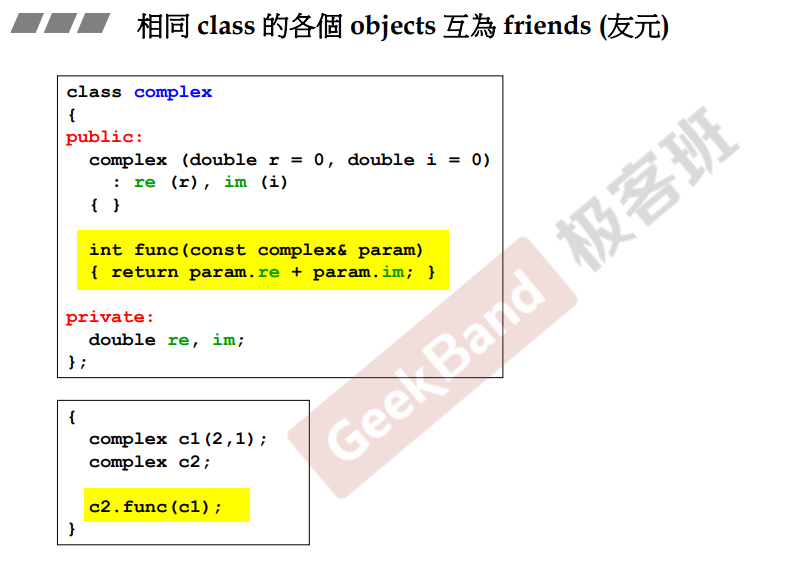 相同 class 的各個 objects 互為 friends (友元)
class complex
{
public:
  complex (double r = 0, double i = 0)
    : re (r), im (i)
  { }
  int func(const complex& param)
  { return param.re + param.im; }
private:
  double re, im;
};
{
  complex c1(2,1);
  complex c2;
  c2.func(c1);
}
GeekBand 极客班